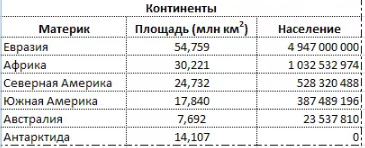 Континенты
Материк Площадь (млн км²) Население
Евразия 54,759 4 947 000 000
Африка 30,221 1 032 532 974
Северная Америка 24,732 528 320 488
Южная Америка 17,840 387 489 196
Австралия 7,692 23 537 810
Антарктида 14,107 0